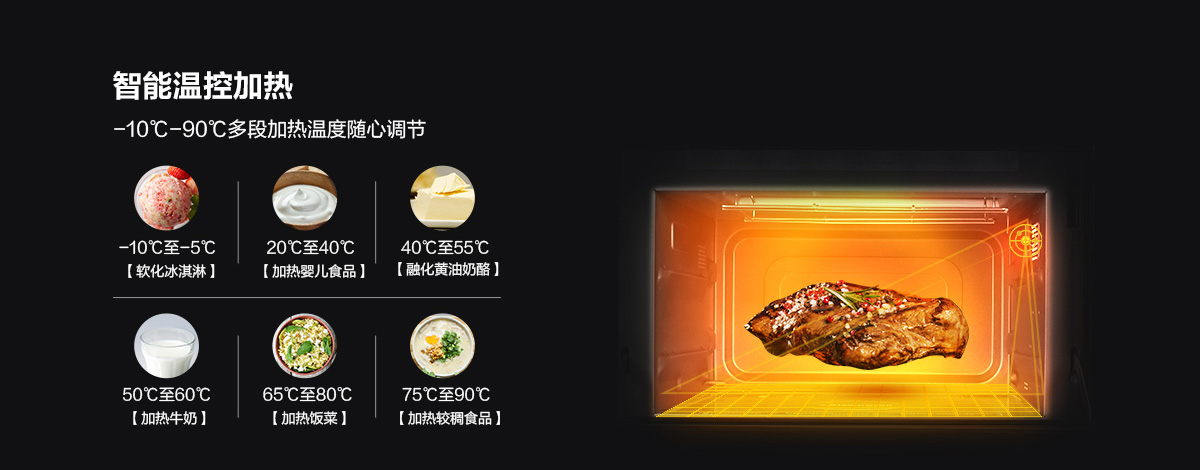 智能温控加热
-10℃-90℃多段加热温度随心调节
-10℃至-5℃
【软化冰淇淋】
20℃至40℃
【加热婴儿食品】
40℃至55℃
【融化黄油奶酪】
50℃至60℃
【加热牛奶】
65℃至80℃
【加热饭菜】
75℃至90℃
【加热较稠食品】